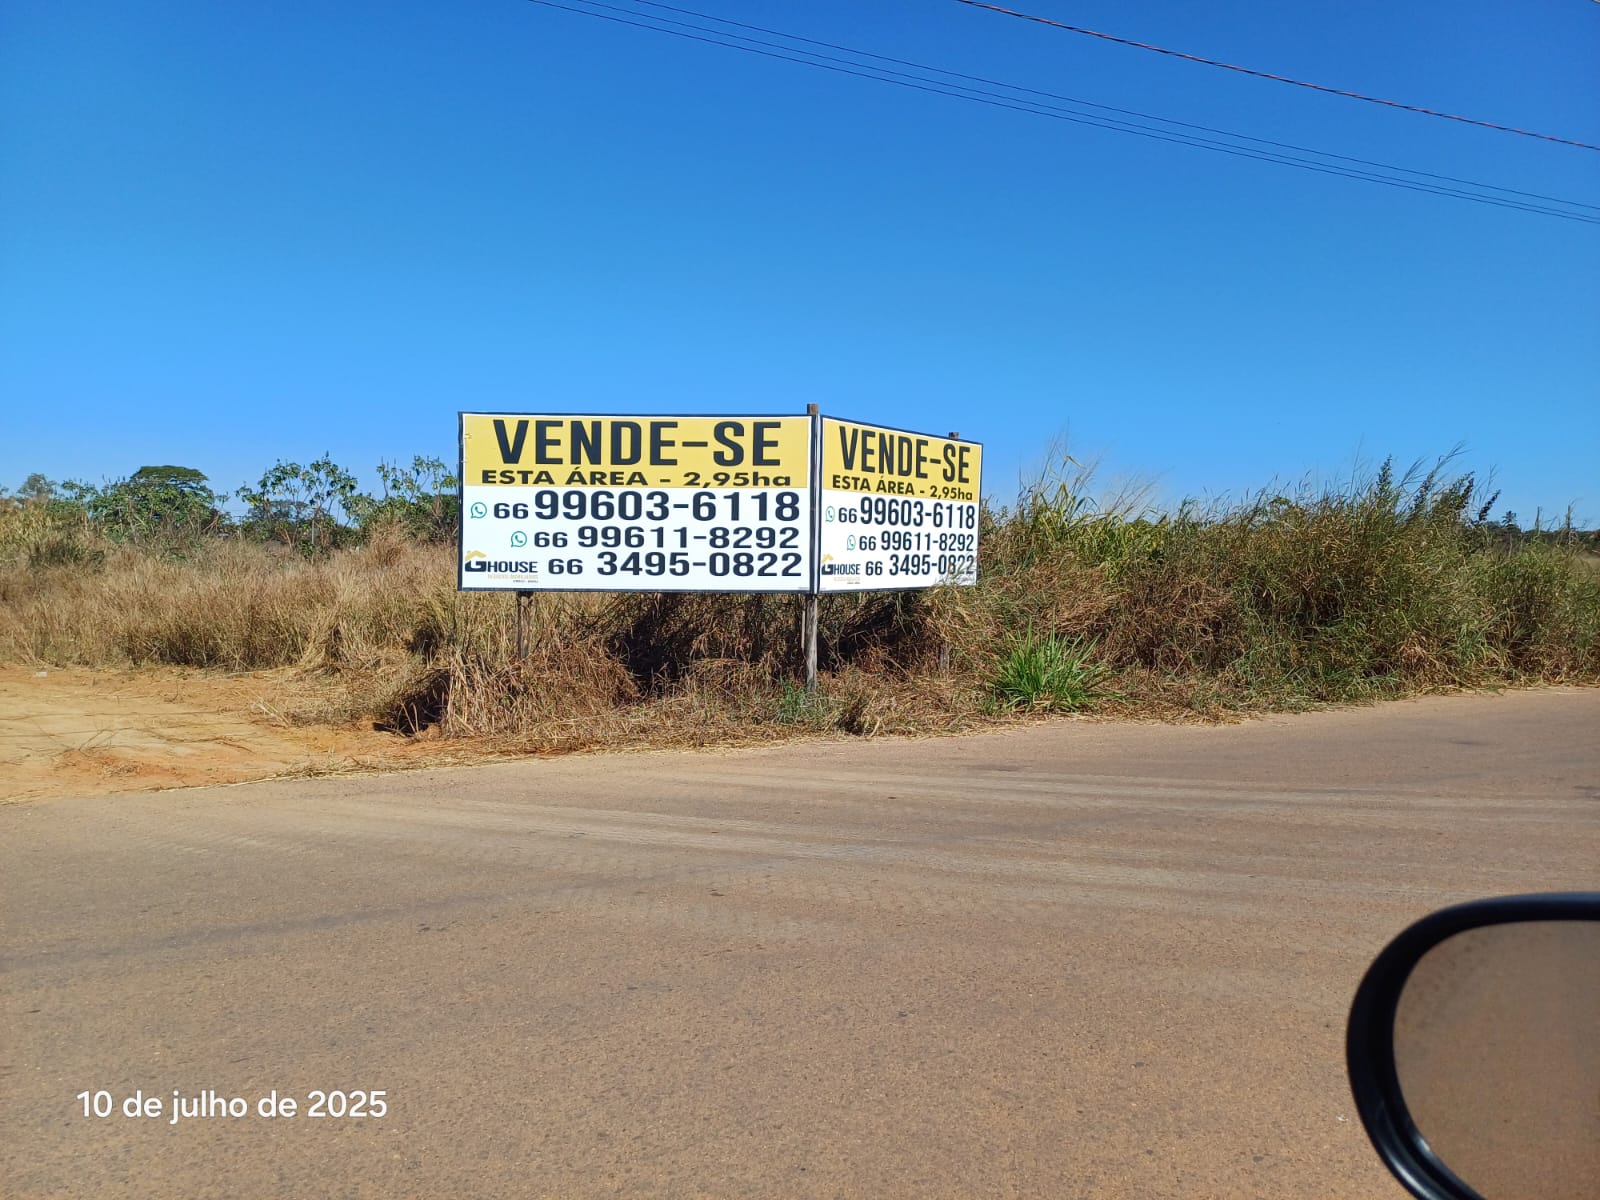 VENDE-SE
ESTA ÁREA - 2,95ha
66 99603-6118
66 99611-8292
GHOUSE 66 3495-0822
VENDE-SE
ESTA ÁREA - 2,95ha
66 99603-6118
66 99611-8292
GHOUSE 66 3495-0822
10 de julho de 2025